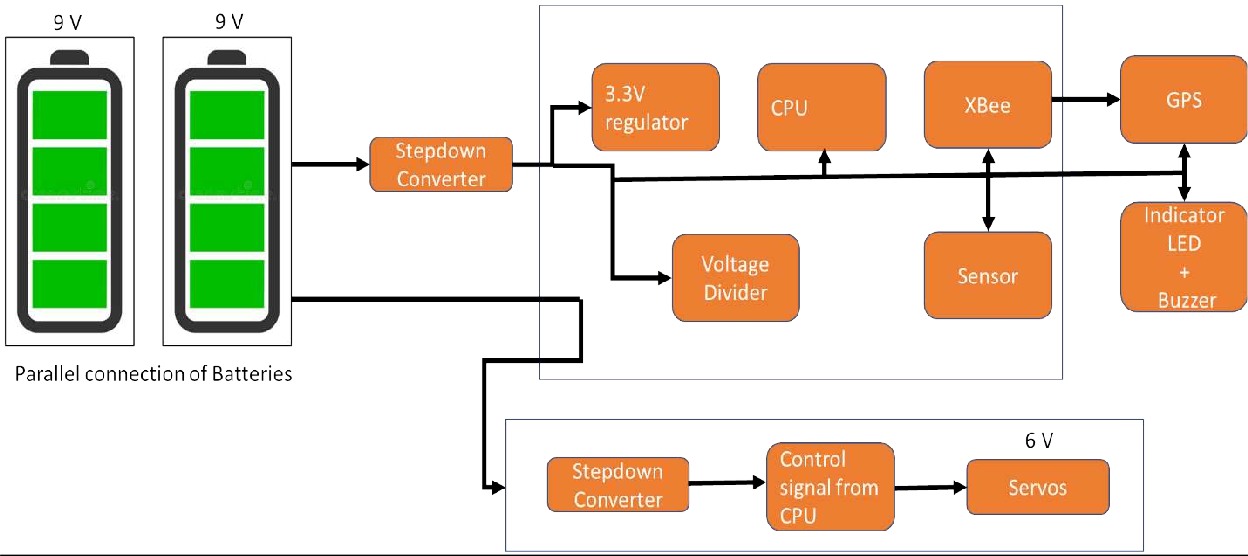 9 V
9 V
3.3V
regulator
CPU
XBee
GPS
Stepdown
Converter
Voltage
Divider
Sensor
Indicator
LED
+
Buzzer
Parallel connection of Batteries
6 V
Stepdown
Converter
Control
signal from
CPU
Servos